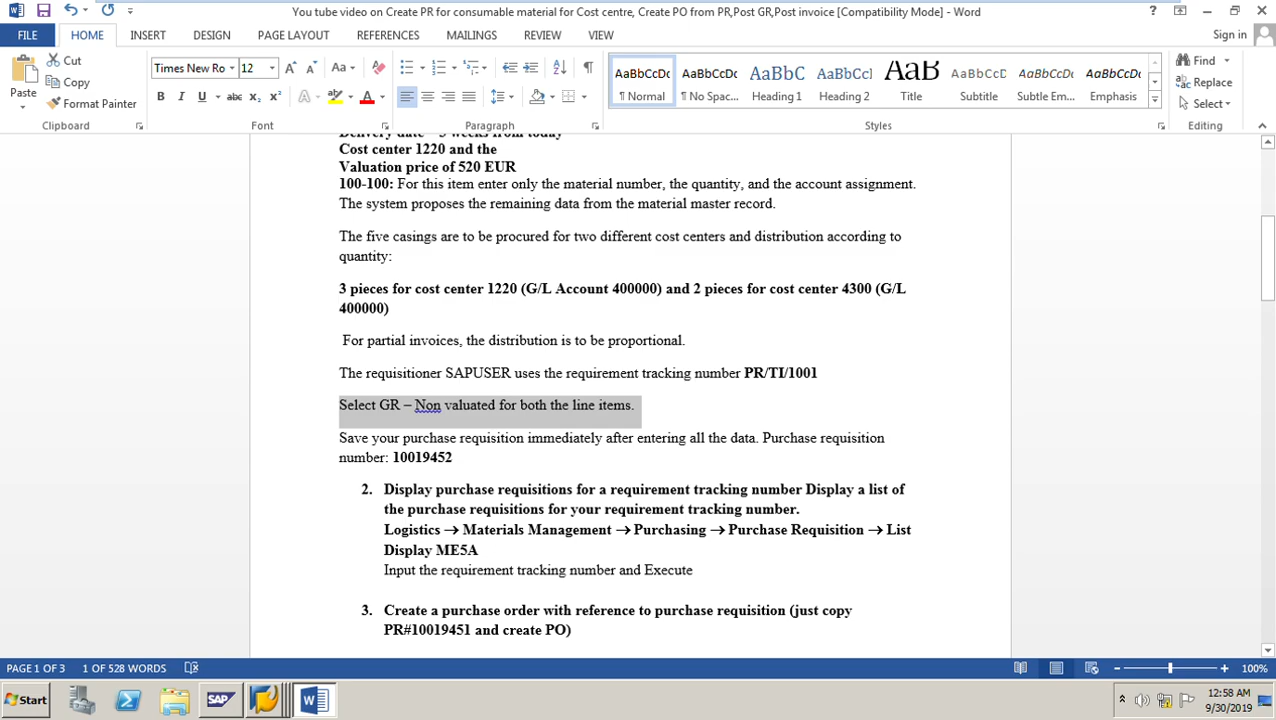 You tube video on Create PR for consumable material for Cost centre, Create PO from PR,Post GR,Post invoice [Compatibility Mode] - Word
FILE HOME INSERT DESIGN PAGE LAYOUT REFERENCES MAILINGS REVIEW VIEW Sign in
Paste Cut Copy Format Painter
Times New Ro 12
AaBbCcDc AaBbCcDc AaBbC AaBbCc AaB AaBbCcD AaBbCcDc AaBbCcDc
¶ Normal ¶ No Spac... Heading 1 Heading 2 Title Subtitle Subtle Em... Emphasis
Find Replace Select
Clipboard Font Paragraph Styles Editing
Delivery date – 3 weeks from today
Cost center 1220 and the
Valuation price of 520 EUR
100-100: For this item enter only the material number, the quantity, and the account assignment.
The system proposes the remaining data from the material master record.
The five casings are to be procured for two different cost centers and distribution according to
quantity:
3 pieces for cost center 1220 (G/L Account 400000) and 2 pieces for cost center 4300 (G/L
400000)
For partial invoices, the distribution is to be proportional.
The requisitioner SAPUSER uses the requirement tracking number PR/TI/1001
Select GR – Non valuated for both the line items.
Save your purchase requisition immediately after entering all the data. Purchase requisition
number: 10019452
2. Display purchase requisitions for a requirement tracking number Display a list of
the purchase requisitions for your requirement tracking number.
Logistics → Materials Management → Purchasing → Purchase Requisition → List
Display ME5A
Input the requirement tracking number and Execute
3. Create a purchase order with reference to purchase requisition (just copy
PR#10019451 and create PO)
PAGE 1 OF 3 1 OF 528 WORDS 100%
Start SAP 12:58 AM
9/30/2019